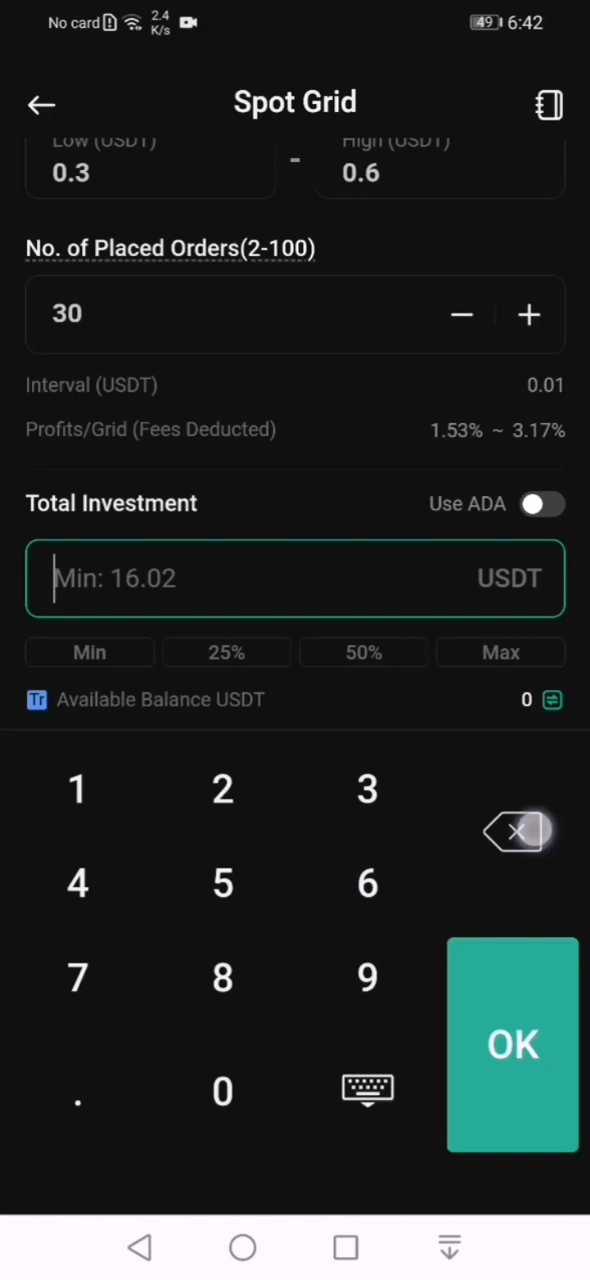 No card 2.4 K/s 49 6:42
Spot Grid
Low (USDT) High (USDT)
0.3 - 0.6
No. of Placed Orders(2-100)
30 − +
Interval (USDT) 0.01
Profits/Grid (Fees Deducted) 1.53% ~ 3.17%
Total Investment Use ADA
Min: 16.02 USDT
Min 25% 50% Max
Tr Available Balance USDT 0
1 2 3
4 5 6
7 8 9
OK
. 0